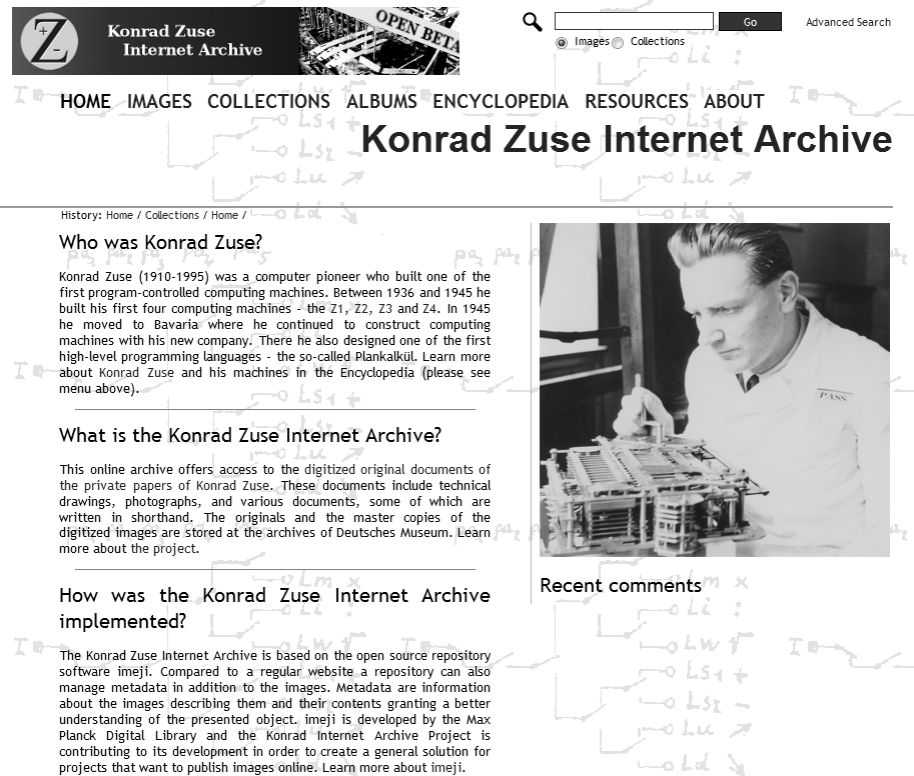 Z
Konrad Zuse
Internet Archive
OPEN BETA
Go
Advanced Search
Images Collections
HOME IMAGES COLLECTIONS ALBUMS ENCYCLOPEDIA RESOURCES ABOUT
Konrad Zuse Internet Archive
History: Home / Collections / Home /
Who was Konrad Zuse?
Konrad Zuse (1910-1995) was a computer pioneer who built one of the
first program-controlled computing machines. Between 1936 and 1945 he
built his first four computing machines - the Z1, Z2, Z3 and Z4. In 1945
he moved to Bavaria where he continued to construct computing
machines with his new company. There he also designed one of the first
high-level programming languages - the so-called Plankalkül. Learn more
about Konrad Zuse and his machines in the Encyclopedia (please see
menu above).
PASS
What is the Konrad Zuse Internet Archive?
This online archive offers access to the digitized original documents of
the private papers of Konrad Zuse. These documents include technical
drawings, photographs, and various documents, some of which are
written in shorthand. The originals and the master copies of the
digitized images are stored at the archives of Deutsches Museum. Learn
more about the project.
Recent comments
How was the Konrad Zuse Internet Archive
implemented?
The Konrad Zuse Internet Archive is based on the open source repository
software imeji. Compared to a regular website a repository can also
manage metadata in addition to the images. Metadata are information
about the images describing them and their contents granting a better
understanding of the presented object. imeji is developed by the Max
Planck Digital Library and the Konrad Internet Archive Project is
contributing to its development in order to create a general solution for
projects that want to publish images online. Learn more about imeji.